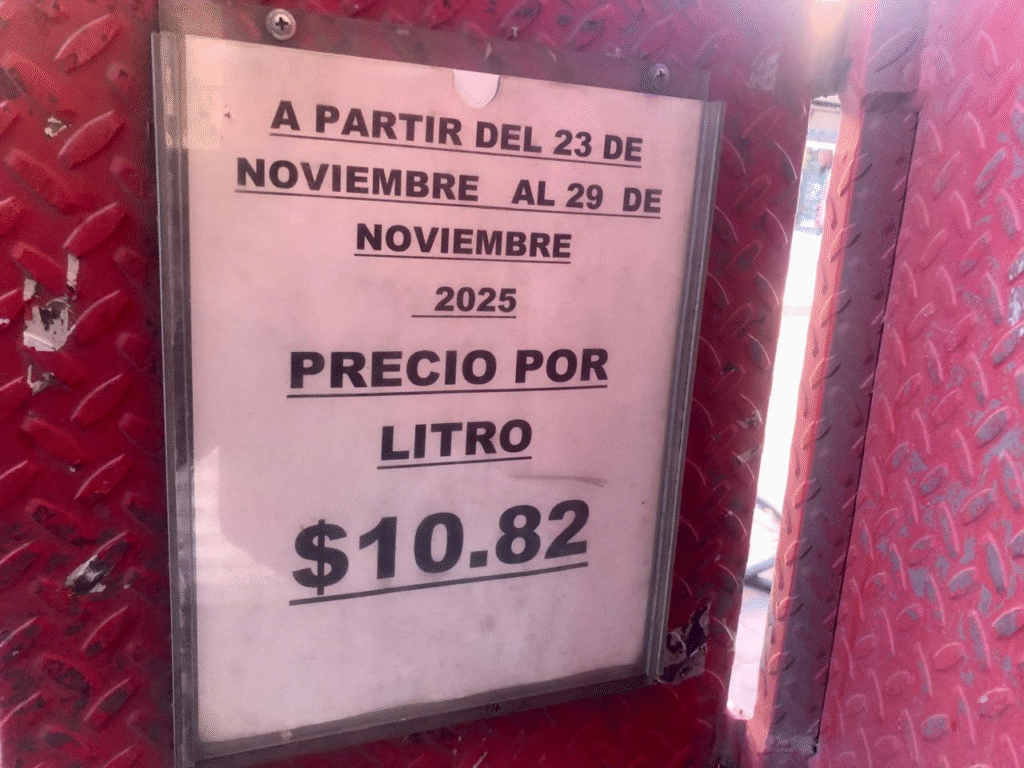 A PARTIR DEL 23 DE
NOVIEMBRE AL 29 DE
NOVIEMBRE
2025
PRECIO POR
LITRO
$10.82